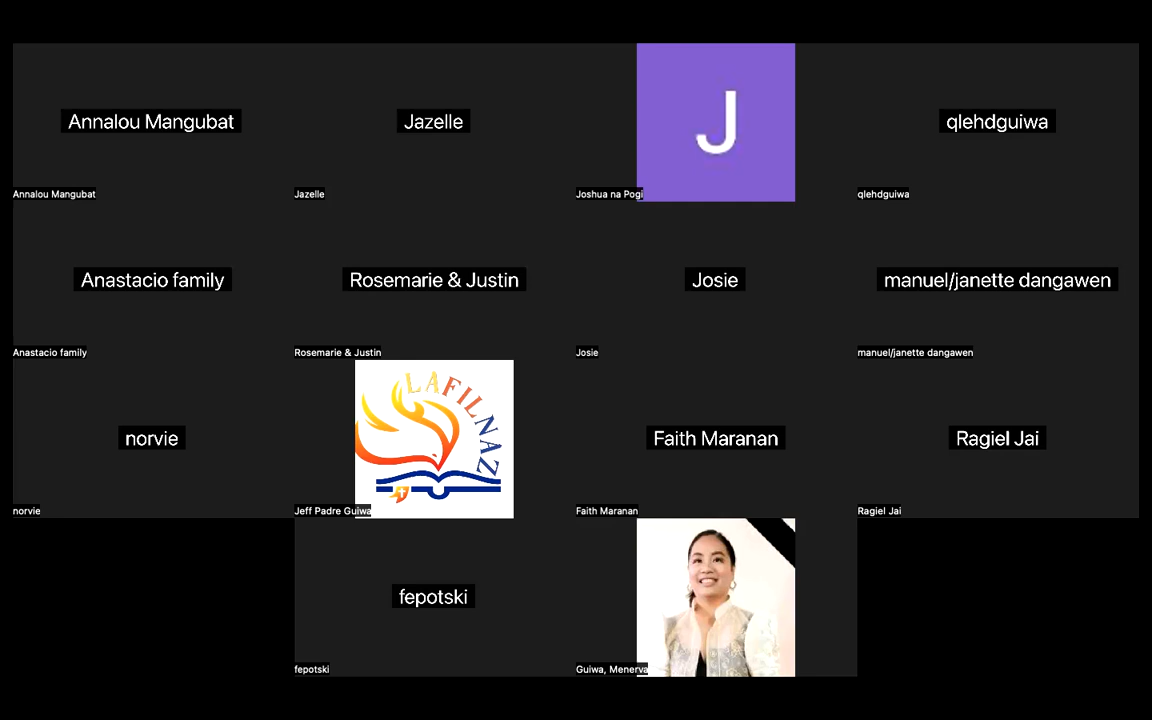 Annalou Mangubat
Annalou Mangubat
Jazelle
Jazelle
J
Joshua na Pogi
qlehdguiwa
qlehdguiwa
Anastacio family
Anastacio family
Rosemarie & Justin
Rosemarie & Justin
Josie
Josie
manuel/janette dangawen
manuel/janette dangawen
norvie
norvie
LAFILNAZ
Jeff Padre Guiwa
Faith Maranan
Faith Maranan
Ragiel Jai
Ragiel Jai
fepotski
fepotski
Guiwa, Menerva